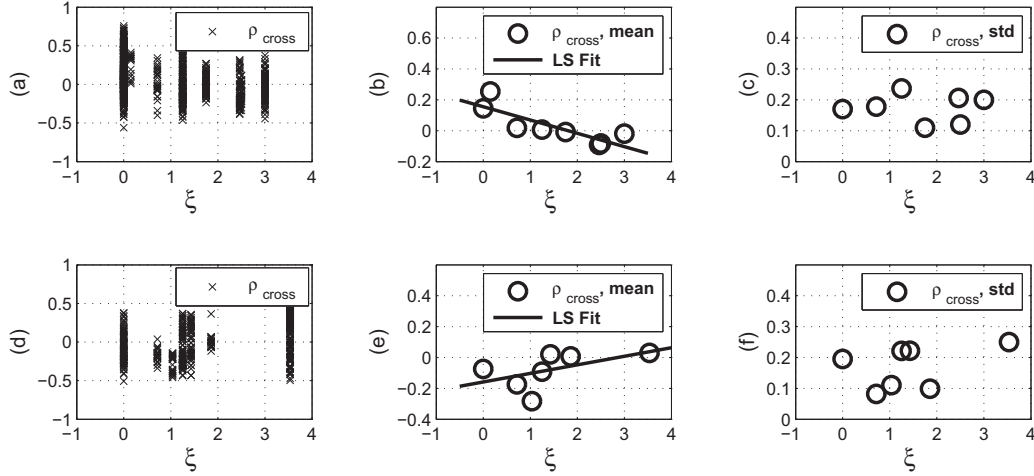 (a)
1
0.5
0
−0.5
−1
−1 0 1 2 3 4
ξ
× ρ cross
(b)
0.6
0.4
0.2
0
−0.2
−1 0 1 2 3 4
ξ
ρ cross, mean
LS Fit
(c)
0.5
0.4
0.3
0.2
0.1
0
−1 0 1 2 3 4
ξ
ρ cross, std
(d)
1
0.5
0
−0.5
−1
−1 0 1 2 3 4
ξ
× ρ cross
(e)
0.4
0.2
0
−0.2
−0.4
−1 0 1 2 3 4
ξ
ρ cross, mean
LS Fit
(f)
0.4
0.3
0.2
0.1
0
−1 0 1 2 3 4
ξ
ρ cross, std